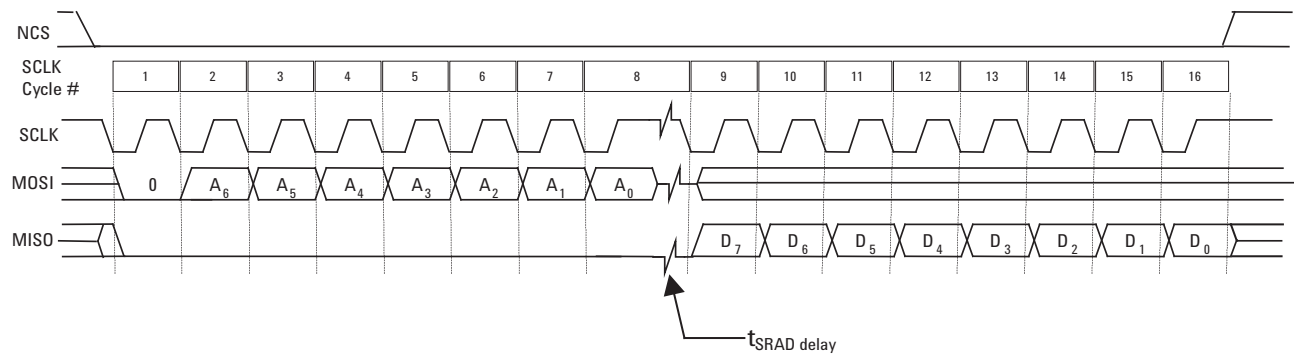 NCS
SCLK
Cycle #
1 2 3 4 5 6 7 8 9 10 11 12 13 14 15 16
SCLK
MOSI 0 A6 A5 A4 A3 A2 A1 A0
MISO D7 D6 D5 D4 D3 D2 D1 D0
tSRAD delay